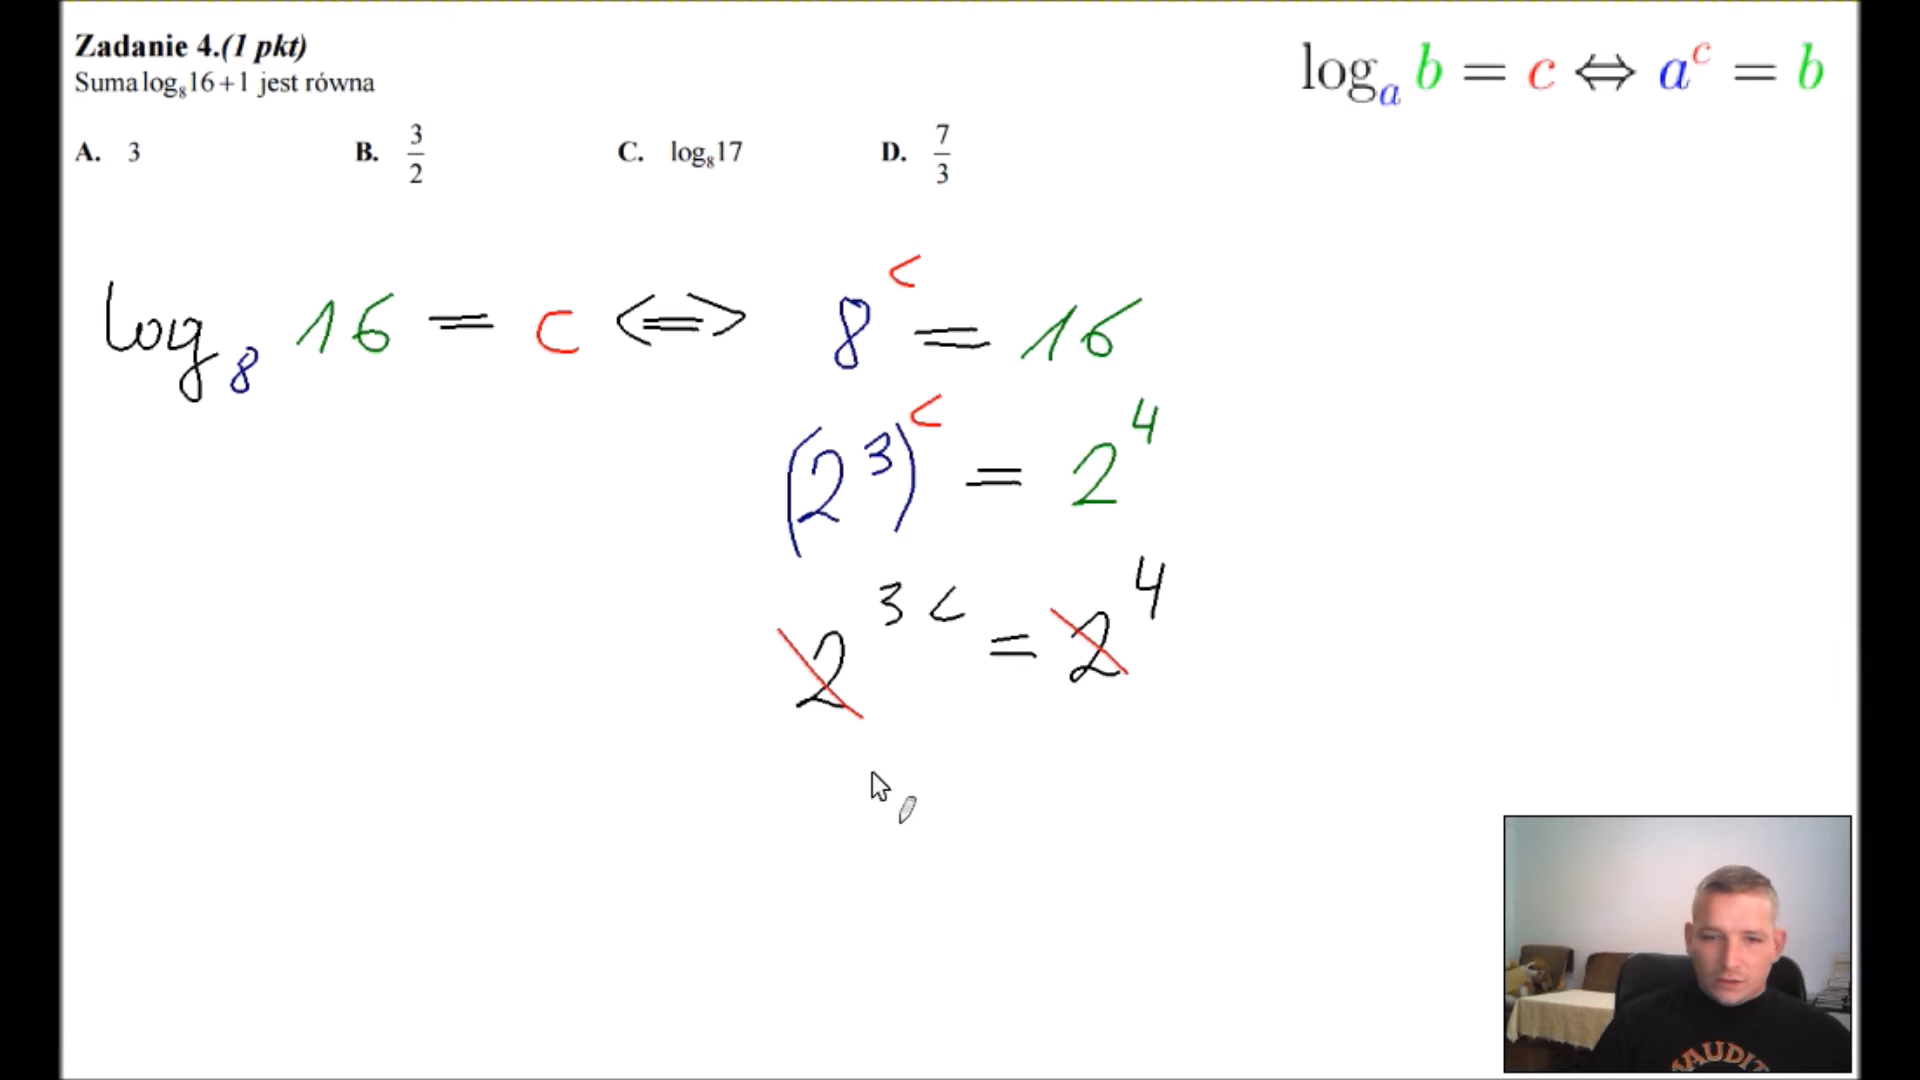 Zadanie 4.(1 pkt)
Suma log₈16+1 jest równa
A. 3 B. 3/2 C. log₈17 D. 7/3
logₐ b = c ⇔ aᶜ = b
log₈ 16 = c <=> 8ᶜ = 16
(2³)ᶜ = 2⁴
2³ᶜ = 2⁴